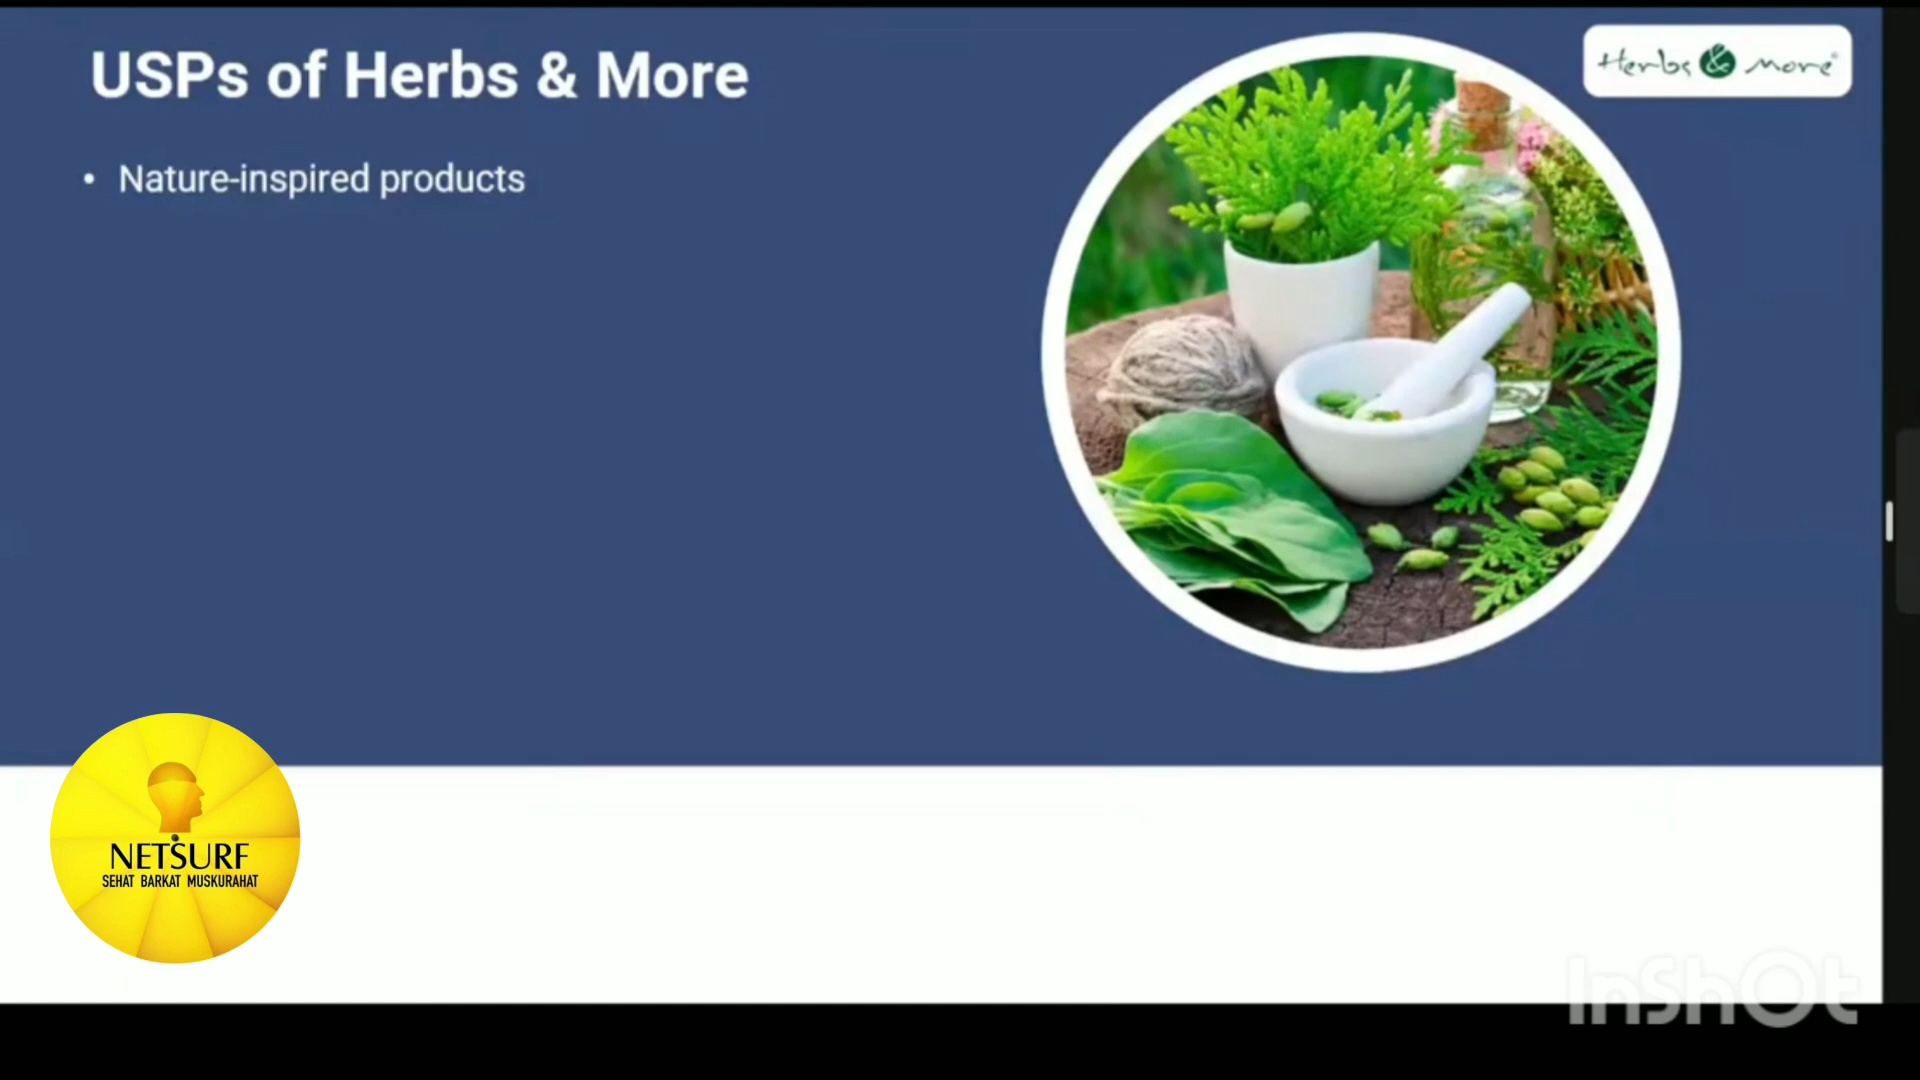 USPs of Herbs & More
Herbs & More
• Nature-inspired products
NETSURF
SEHAT BARKAT MUSKURAHAT
InShOt